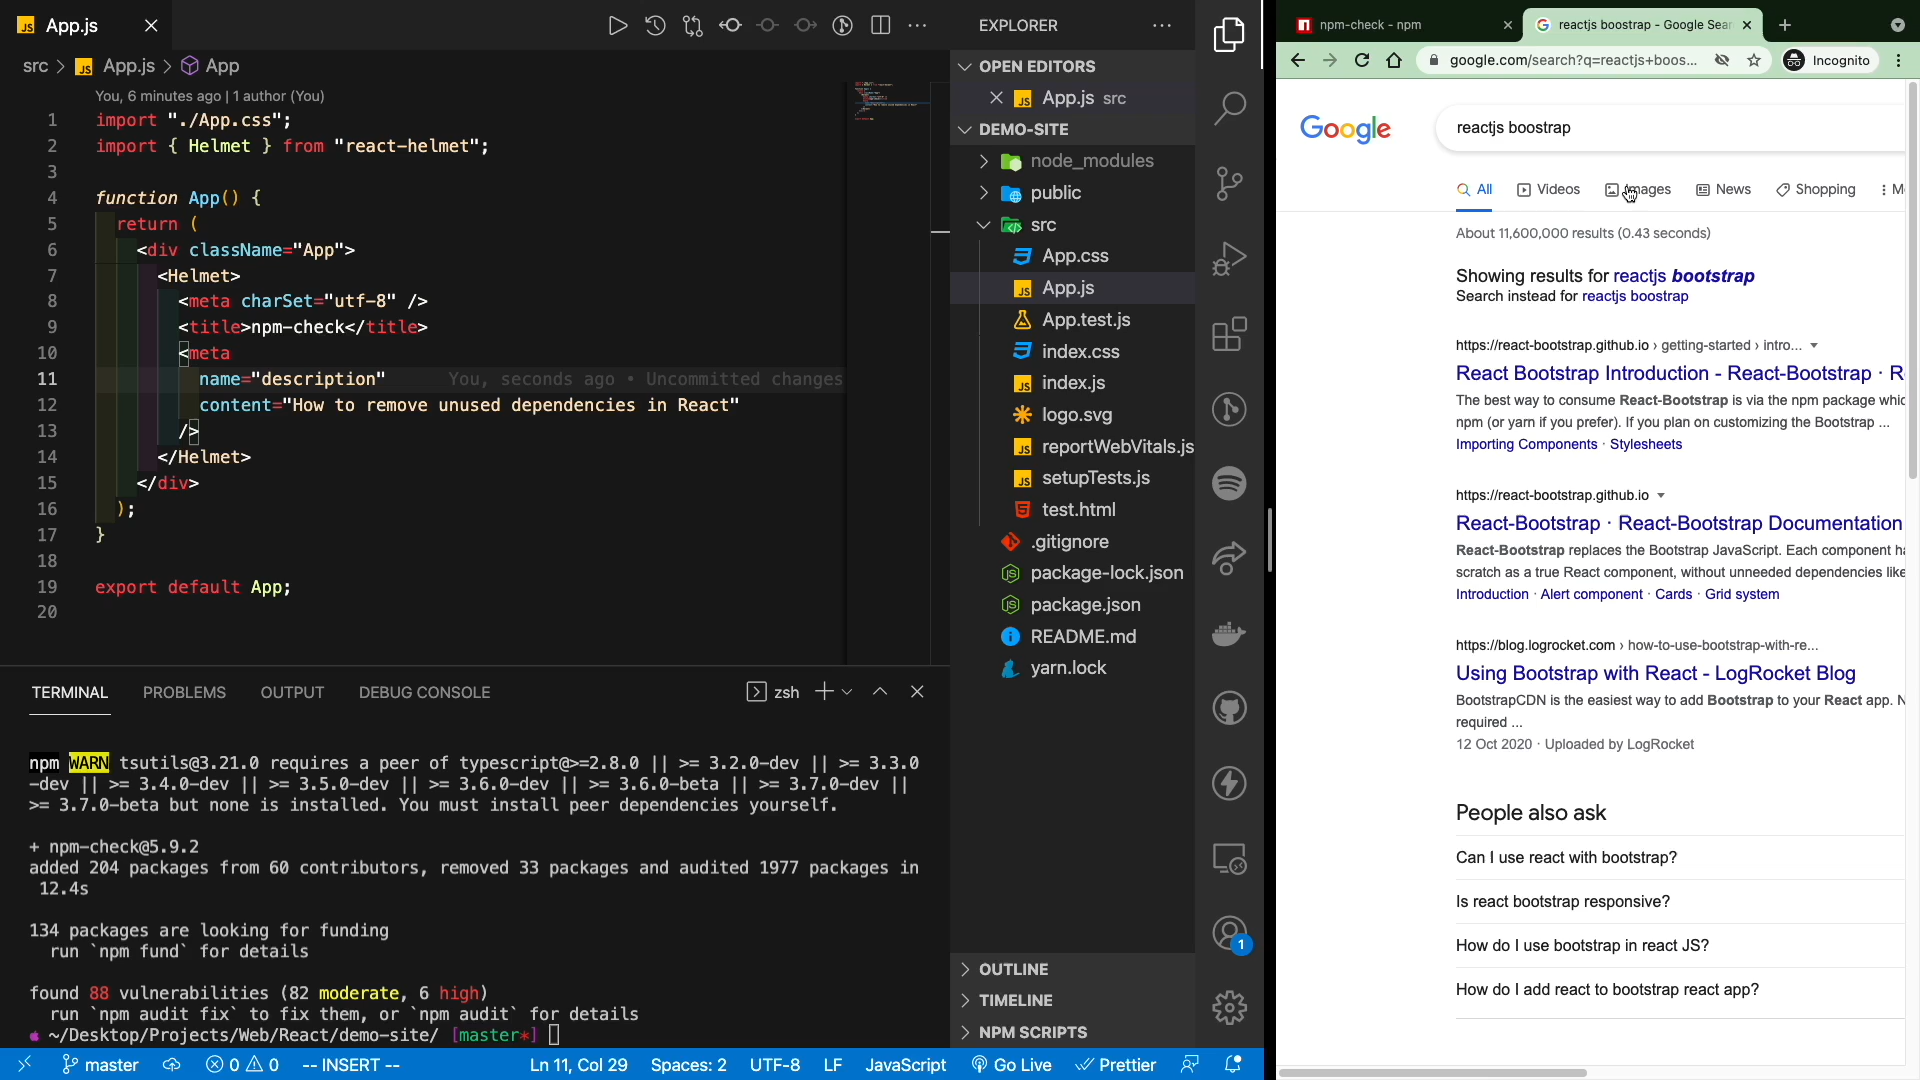 App.js
src > App.js > App
You, 6 minutes ago | 1 author (You)
1 import "./App.css";
2 import { Helmet } from "react-helmet";
3
4 function App() {
5 return (
6 <div className="App">
7 <Helmet>
8 <meta charSet="utf-8" />
9 <title>npm-check</title>
10 <meta
11 name="description" You, seconds ago • Uncommitted changes
12 content="How to remove unused dependencies in React"
13 />
14 </Helmet>
15 </div>
16 );
17 }
18
19 export default App;
20
TERMINAL PROBLEMS OUTPUT DEBUG CONSOLE zsh
npm WARN tsutils@3.21.0 requires a peer of typescript@>=2.8.0 || >= 3.2.0-dev || >= 3.3.0
-dev || >= 3.4.0-dev || >= 3.5.0-dev || >= 3.6.0-dev || >= 3.6.0-beta || >= 3.7.0-dev ||
>= 3.7.0-beta but none is installed. You must install peer dependencies yourself.
+ npm-check@5.9.2
added 204 packages from 60 contributors, removed 33 packages and audited 1977 packages in
12.4s
134 packages are looking for funding
run `npm fund` for details
found 88 vulnerabilities (82 moderate, 6 high)
run `npm audit fix` to fix them, or `npm audit` for details
~/Desktop/Projects/Web/React/demo-site/ [master*]
EXPLORER
OPEN EDITORS
App.js src
DEMO-SITE
node_modules
public
src
App.css
App.js
App.test.js
index.css
index.js
logo.svg
reportWebVitals.js
setupTests.js
test.html
.gitignore
package-lock.json
package.json
README.md
yarn.lock
OUTLINE
TIMELINE
NPM SCRIPTS
1
master 0 0 -- INSERT -- Ln 11, Col 29 Spaces: 2 UTF-8 LF JavaScript Go Live Prettier
npm-check - npm
reactjs boostrap - Google Sear
google.com/search?q=reactjs+boos... Incognito
Google
reactjs boostrap
All Videos Images News Shopping M
About 11,600,000 results (0.43 seconds)
Showing results for reactjs bootstrap
Search instead for reactjs boostrap
https://react-bootstrap.github.io › getting-started › intro...
React Bootstrap Introduction - React-Bootstrap · R
The best way to consume React-Bootstrap is via the npm package whic
npm (or yarn if you prefer). If you plan on customizing the Bootstrap ...
Importing Components · Stylesheets
https://react-bootstrap.github.io
React-Bootstrap · React-Bootstrap Documentation
React-Bootstrap replaces the Bootstrap JavaScript. Each component ha
scratch as a true React component, without unneeded dependencies like
Introduction · Alert component · Cards · Grid system
https://blog.logrocket.com › how-to-use-bootstrap-with-re...
Using Bootstrap with React - LogRocket Blog
BootstrapCDN is the easiest way to add Bootstrap to your React app. N
required ...
12 Oct 2020 · Uploaded by LogRocket
People also ask
Can I use react with bootstrap?
Is react bootstrap responsive?
How do I use bootstrap in react JS?
How do I add react to bootstrap react app?